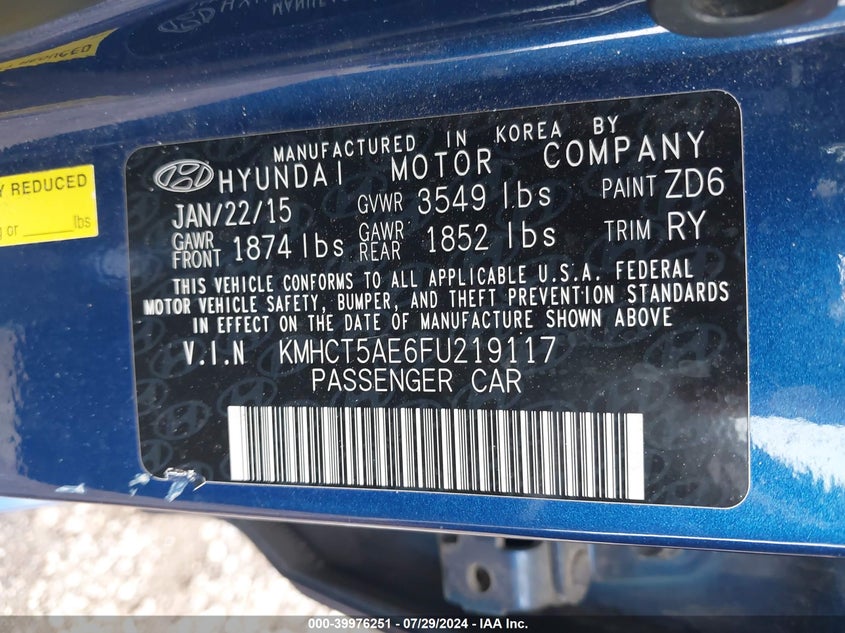 MANUFACTURED IN KOREA BY
HYUNDAI MOTOR COMPANY
JAN/22/15 GVWR 3549 lbs PAINT ZD6
GAWR FRONT 1874 lbs GAWR REAR 1852 lbs TRIM RY
THIS VEHICLE CONFORMS TO ALL APPLICABLE U.S.A. FEDERAL
MOTOR VEHICLE SAFETY, BUMPER, AND THEFT PREVENTION STANDARDS
IN EFFECT ON THE DATE OF MANUFACTURE SHOWN ABOVE
V.I.N KMHCT5AE6FU219117
PASSENGER CAR
Y REDUCED
g or ______lbs
000-39976251 / 07/29/2024 - IAA Inc.